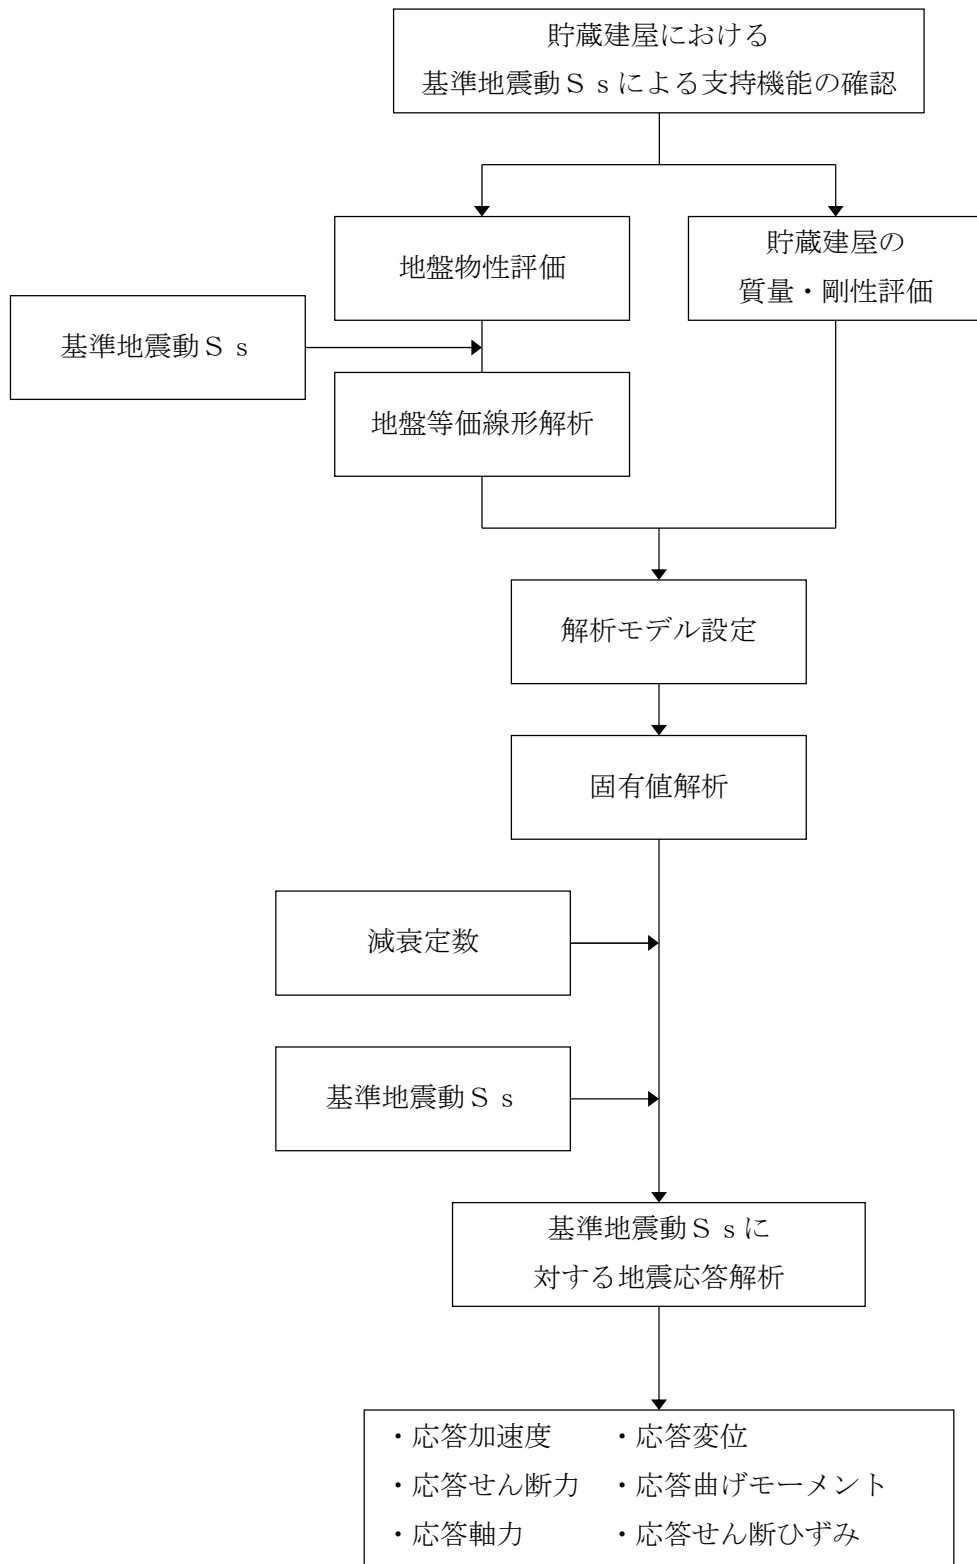 貯蔵建屋における
基準地震動Ｓｓによる支持機能の確認
地盤物性評価
貯蔵建屋の
質量・剛性評価
基準地震動Ｓｓ
地盤等価線形解析
解析モデル設定
固有値解析
減衰定数
基準地震動Ｓｓ
基準地震動Ｓｓに
対する地震応答解析
・応答加速度　・応答変位
・応答せん断力　・応答曲げモーメント
・応答軸力　・応答せん断ひずみ